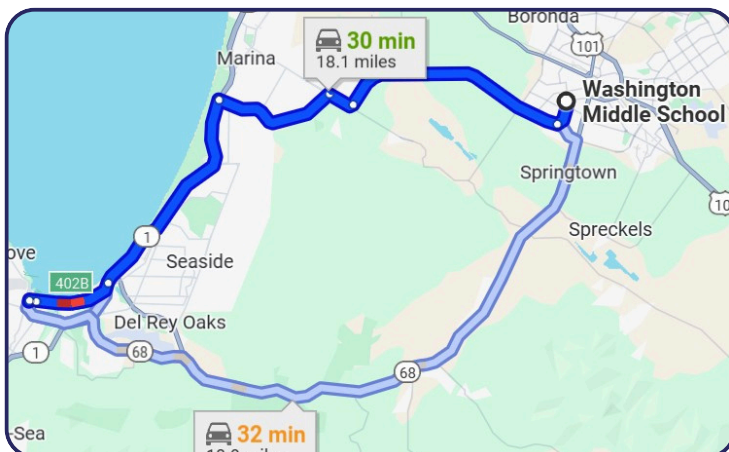 Boronda
101
30 min
18.1 miles
Marina
Washington
Middle School
Springtown
10
Spreckels
1
ove
402B
Seaside
Del Rey Oaks
1
68
68
-Sea
32 min